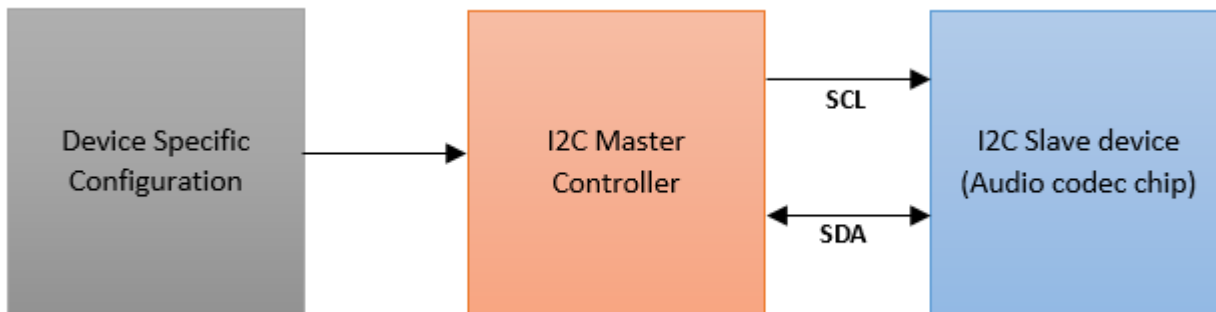 Device Specific
Configuration
I2C Master
Controller
SCL
SDA
I2C Slave device
(Audio codec chip)